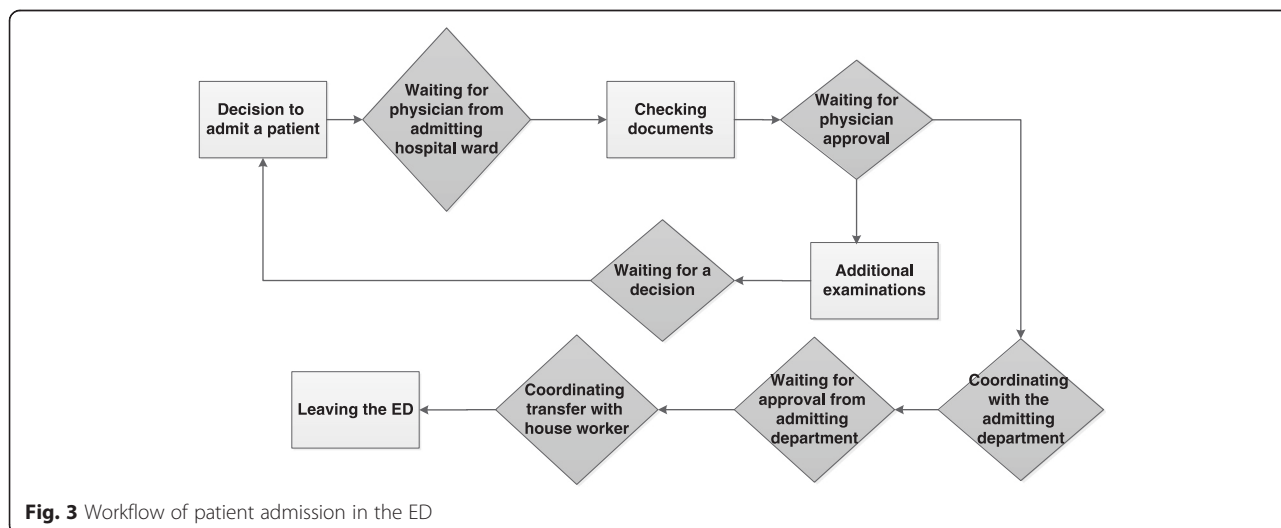 Decision to
admit a patient
Waiting for
physician from
admitting
hospital ward
Checking
documents
Waiting for
physician
approval
Additional
examinations
Waiting for a
decision
Coordinating
with the
admitting
department
Waiting for
approval from
admitting
department
Coordinating
transfer with
house worker
Leaving the ED
Fig. 3 Workflow of patient admission in the ED